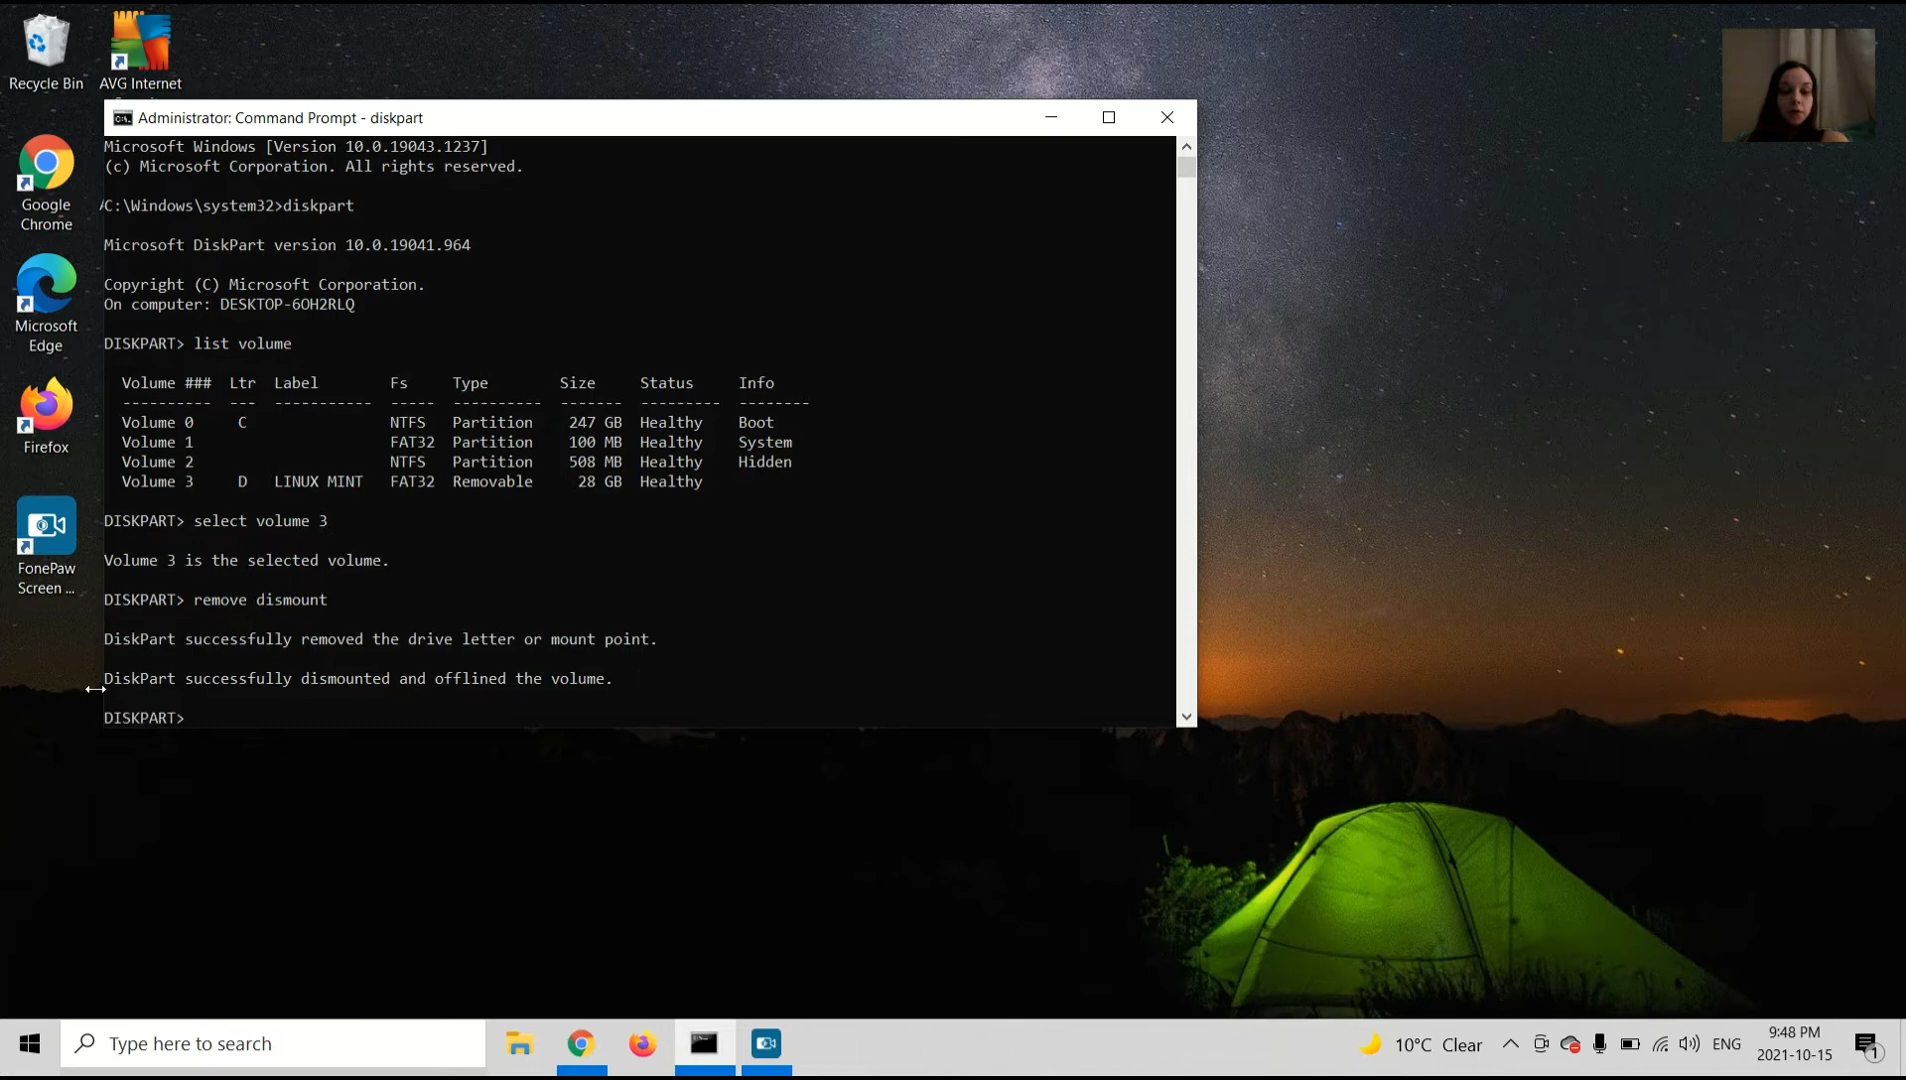 Recycle Bin
AVG Internet
Google
Chrome
Microsoft
Edge
Firefox
FonePaw
Screen ...
Administrator: Command Prompt - diskpart
Microsoft Windows [Version 10.0.19043.1237]
(c) Microsoft Corporation. All rights reserved.
C:\Windows\system32>diskpart
Microsoft DiskPart version 10.0.19041.964
Copyright (C) Microsoft Corporation.
On computer: DESKTOP-6OH2RLQ
DISKPART> list volume
Volume ### Ltr Label Fs Type Size Status Info
---------- --- ----------- ----- ---------- ------- --------- --------
Volume 0 C NTFS Partition 247 GB Healthy Boot
Volume 1 FAT32 Partition 100 MB Healthy System
Volume 2 NTFS Partition 508 MB Healthy Hidden
Volume 3 D LINUX MINT FAT32 Removable 28 GB Healthy
DISKPART> select volume 3
Volume 3 is the selected volume.
DISKPART> remove dismount
DiskPart successfully removed the drive letter or mount point.
DiskPart successfully dismounted and offlined the volume.
DISKPART>
Type here to search
10°C Clear
ENG
9:48 PM
2021-10-15
1